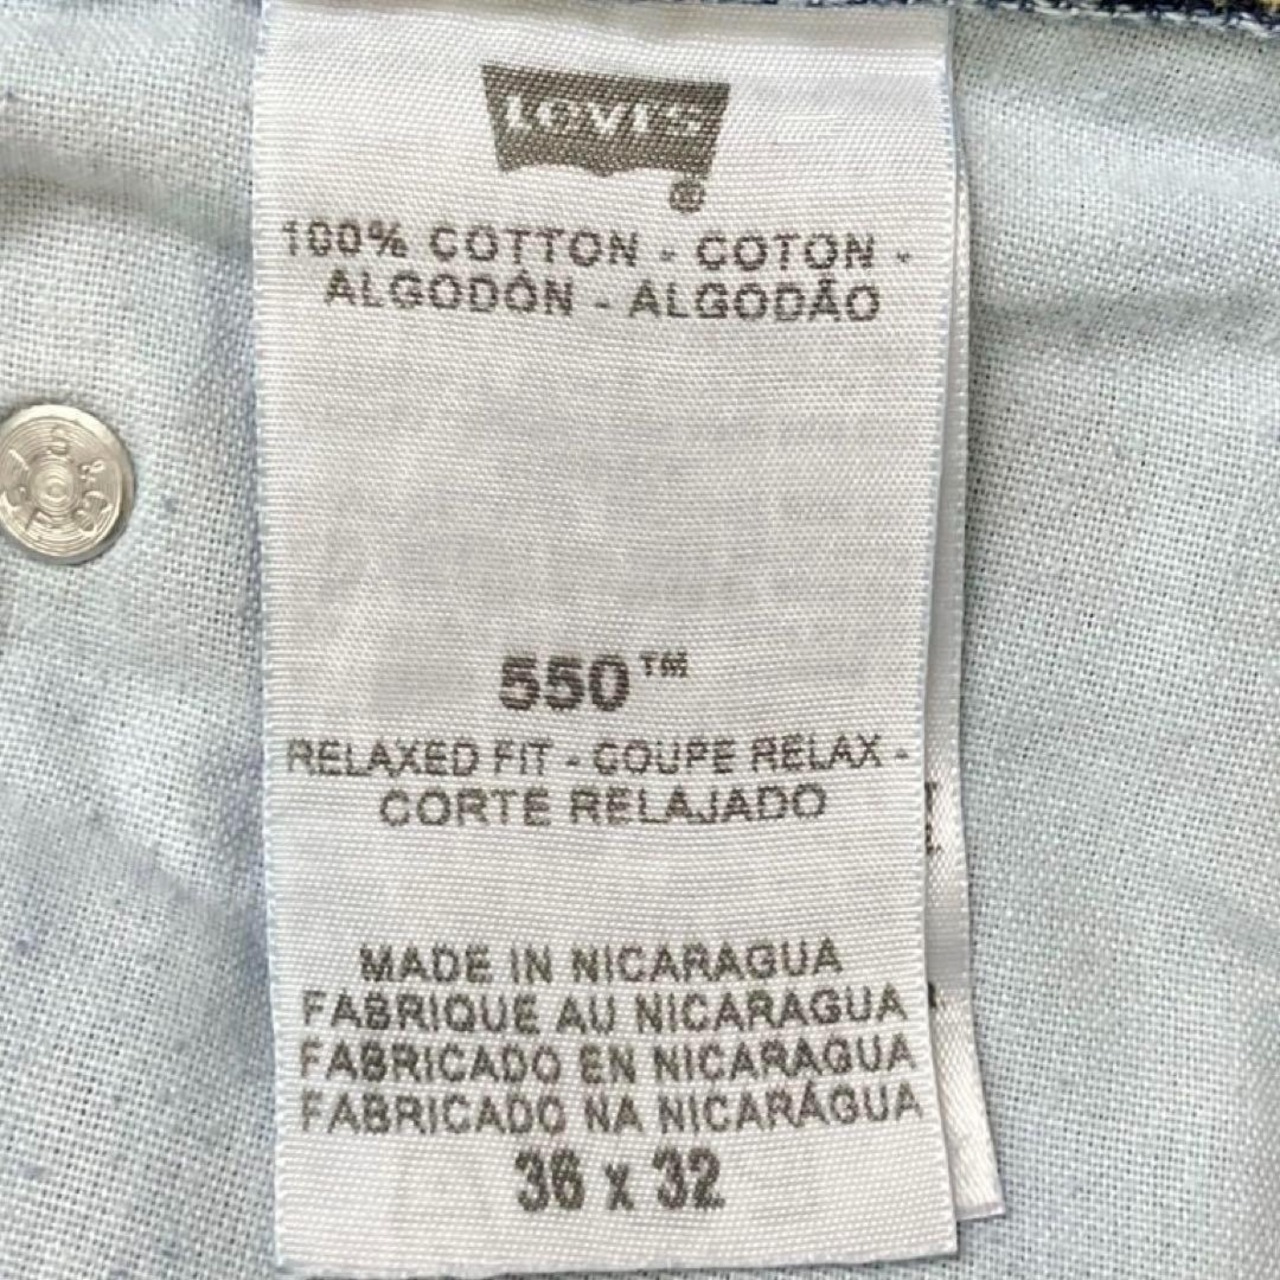 LEVI'S
®
100% COTTON - COTON -
ALGODÓN - ALGODÃO
550™
RELAXED FIT - COUPE RELAX -
CORTE RELAJADO
MADE IN NICARAGUA
FABRIQUE AU NICARAGUA
FABRICADO EN NICARAGUA
FABRICADO NA NICARÁGUA
36 x 32